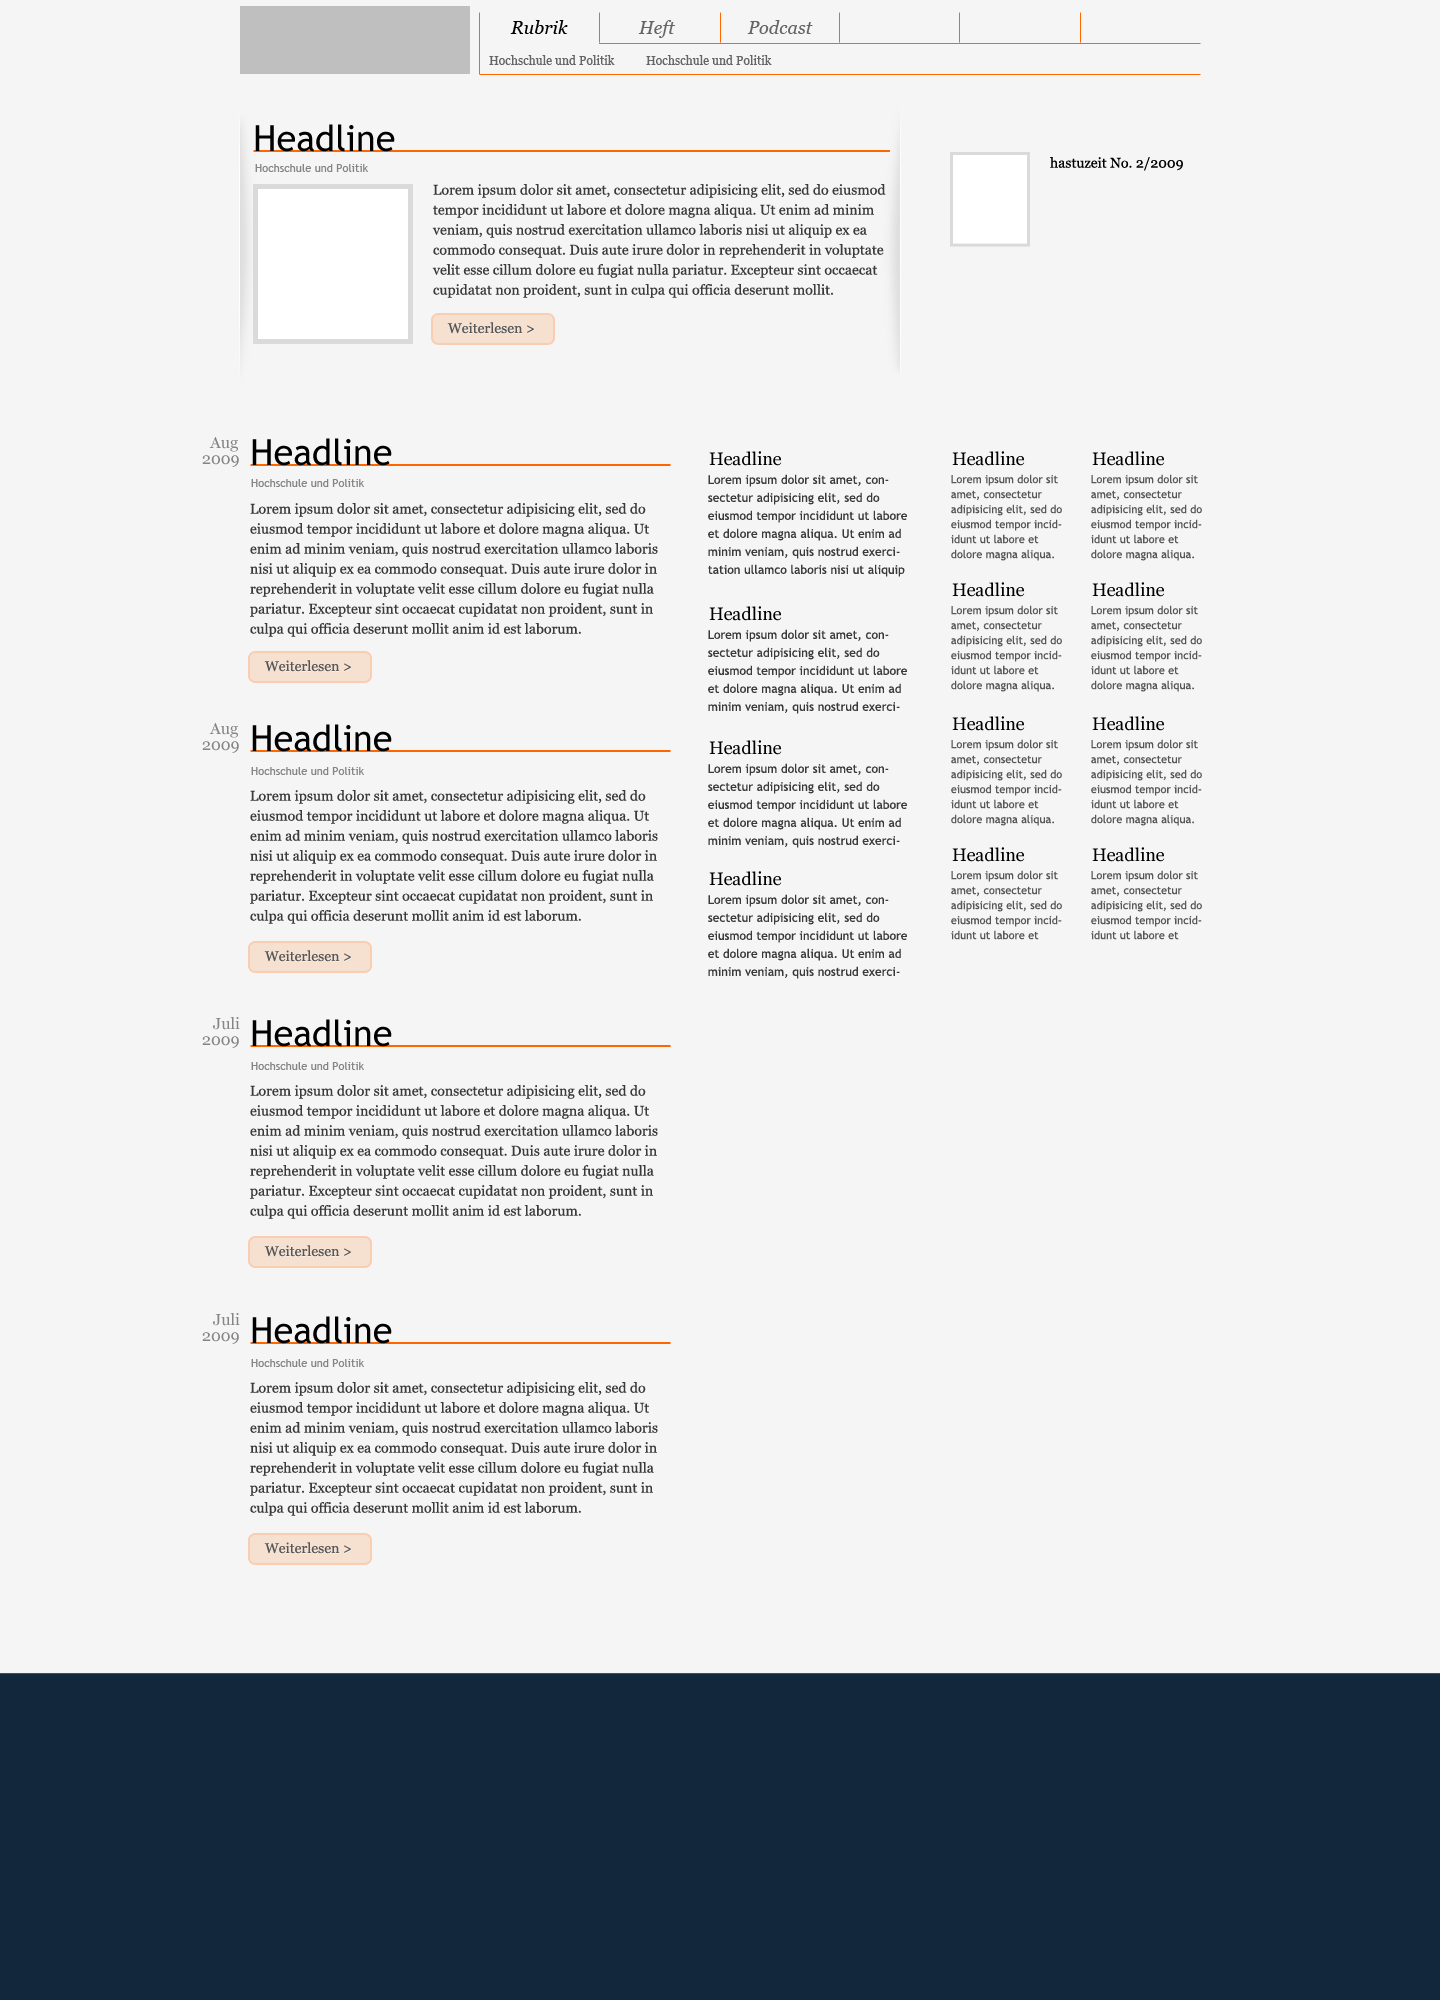 Rubrik
Heft
Podcast
Hochschule und Politik
Hochschule und Politik
Headline
Hochschule und Politik
Lorem ipsum dolor sit amet, consectetur adipisicing elit, sed do eiusmod
tempor incididunt ut labore et dolore magna aliqua. Ut enim ad minim
veniam, quis nostrud exercitation ullamco laboris nisi ut aliquip ex ea
commodo consequat. Duis aute irure dolor in reprehenderit in voluptate
velit esse cillum dolore eu fugiat nulla pariatur. Excepteur sint occaecat
cupidatat non proident, sunt in culpa qui officia deserunt mollit.
Weiterlesen >
hastuzeit No. 2/2009
Aug
2009
Headline
Hochschule und Politik
Lorem ipsum dolor sit amet, consectetur adipisicing elit, sed do
eiusmod tempor incididunt ut labore et dolore magna aliqua. Ut
enim ad minim veniam, quis nostrud exercitation ullamco laboris
nisi ut aliquip ex ea commodo consequat. Duis aute irure dolor in
reprehenderit in voluptate velit esse cillum dolore eu fugiat nulla
pariatur. Excepteur sint occaecat cupidatat non proident, sunt in
culpa qui officia deserunt mollit anim id est laborum.
Weiterlesen >
Aug
2009
Headline
Hochschule und Politik
Lorem ipsum dolor sit amet, consectetur adipisicing elit, sed do
eiusmod tempor incididunt ut labore et dolore magna aliqua. Ut
enim ad minim veniam, quis nostrud exercitation ullamco laboris
nisi ut aliquip ex ea commodo consequat. Duis aute irure dolor in
reprehenderit in voluptate velit esse cillum dolore eu fugiat nulla
pariatur. Excepteur sint occaecat cupidatat non proident, sunt in
culpa qui officia deserunt mollit anim id est laborum.
Weiterlesen >
Juli
2009
Headline
Hochschule und Politik
Lorem ipsum dolor sit amet, consectetur adipisicing elit, sed do
eiusmod tempor incididunt ut labore et dolore magna aliqua. Ut
enim ad minim veniam, quis nostrud exercitation ullamco laboris
nisi ut aliquip ex ea commodo consequat. Duis aute irure dolor in
reprehenderit in voluptate velit esse cillum dolore eu fugiat nulla
pariatur. Excepteur sint occaecat cupidatat non proident, sunt in
culpa qui officia deserunt mollit anim id est laborum.
Weiterlesen >
Juli
2009
Headline
Hochschule und Politik
Lorem ipsum dolor sit amet, consectetur adipisicing elit, sed do
eiusmod tempor incididunt ut labore et dolore magna aliqua. Ut
enim ad minim veniam, quis nostrud exercitation ullamco laboris
nisi ut aliquip ex ea commodo consequat. Duis aute irure dolor in
reprehenderit in voluptate velit esse cillum dolore eu fugiat nulla
pariatur. Excepteur sint occaecat cupidatat non proident, sunt in
culpa qui officia deserunt mollit anim id est laborum.
Weiterlesen >
Headline
Lorem ipsum dolor sit amet, con-
sectetur adipisicing elit, sed do
eiusmod tempor incididunt ut labore
et dolore magna aliqua. Ut enim ad
minim veniam, quis nostrud exerci-
tation ullamco laboris nisi ut aliquip
Headline
Lorem ipsum dolor sit amet, con-
sectetur adipisicing elit, sed do
eiusmod tempor incididunt ut labore
et dolore magna aliqua. Ut enim ad
minim veniam, quis nostrud exerci-
Headline
Lorem ipsum dolor sit amet, con-
sectetur adipisicing elit, sed do
eiusmod tempor incididunt ut labore
et dolore magna aliqua. Ut enim ad
minim veniam, quis nostrud exerci-
Headline
Lorem ipsum dolor sit amet, con-
sectetur adipisicing elit, sed do
eiusmod tempor incididunt ut labore
et dolore magna aliqua. Ut enim ad
minim veniam, quis nostrud exerci-
Headline
Lorem ipsum dolor sit
amet, consectetur
adipisicing elit, sed do
eiusmod tempor incid-
idunt ut labore et
dolore magna aliqua.
Headline
Lorem ipsum dolor sit
amet, consectetur
adipisicing elit, sed do
eiusmod tempor incid-
idunt ut labore et
dolore magna aliqua.
Headline
Lorem ipsum dolor sit
amet, consectetur
adipisicing elit, sed do
eiusmod tempor incid-
idunt ut labore et
dolore magna aliqua.
Headline
Lorem ipsum dolor sit
amet, consectetur
adipisicing elit, sed do
eiusmod tempor incid-
idunt ut labore et
Headline
Lorem ipsum dolor sit
amet, consectetur
adipisicing elit, sed do
eiusmod tempor incid-
idunt ut labore et
dolore magna aliqua.
Headline
Lorem ipsum dolor sit
amet, consectetur
adipisicing elit, sed do
eiusmod tempor incid-
idunt ut labore et
dolore magna aliqua.
Headline
Lorem ipsum dolor sit
amet, consectetur
adipisicing elit, sed do
eiusmod tempor incid-
idunt ut labore et
dolore magna aliqua.
Headline
Lorem ipsum dolor sit
amet, consectetur
adipisicing elit, sed do
eiusmod tempor incid-
idunt ut labore et